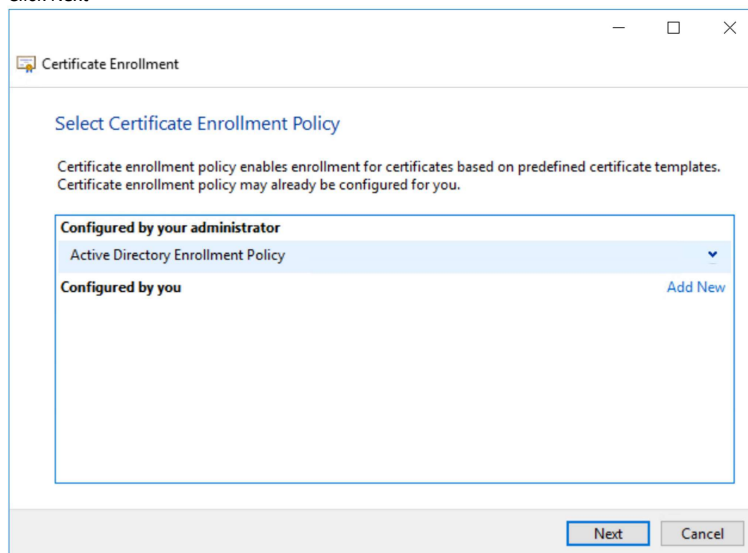 Click Next
Certificate Enrollment
Select Certificate Enrollment Policy
Certificate enrollment policy enables enrollment for certificates based on predefined certificate templates.
Certificate enrollment policy may already be configured for you.
Configured by your administrator
Active Directory Enrollment Policy
Configured by you Add New
Next Cancel